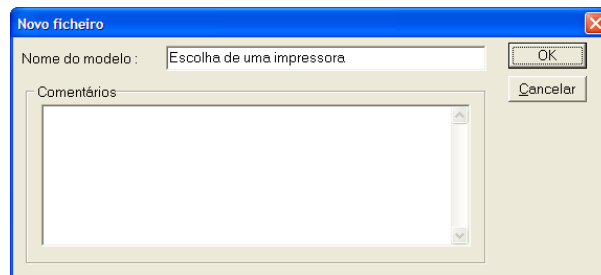 Novo ficheiro
Nome do modelo :
Escolha de uma impressora
OK
Comentários
Cancelar